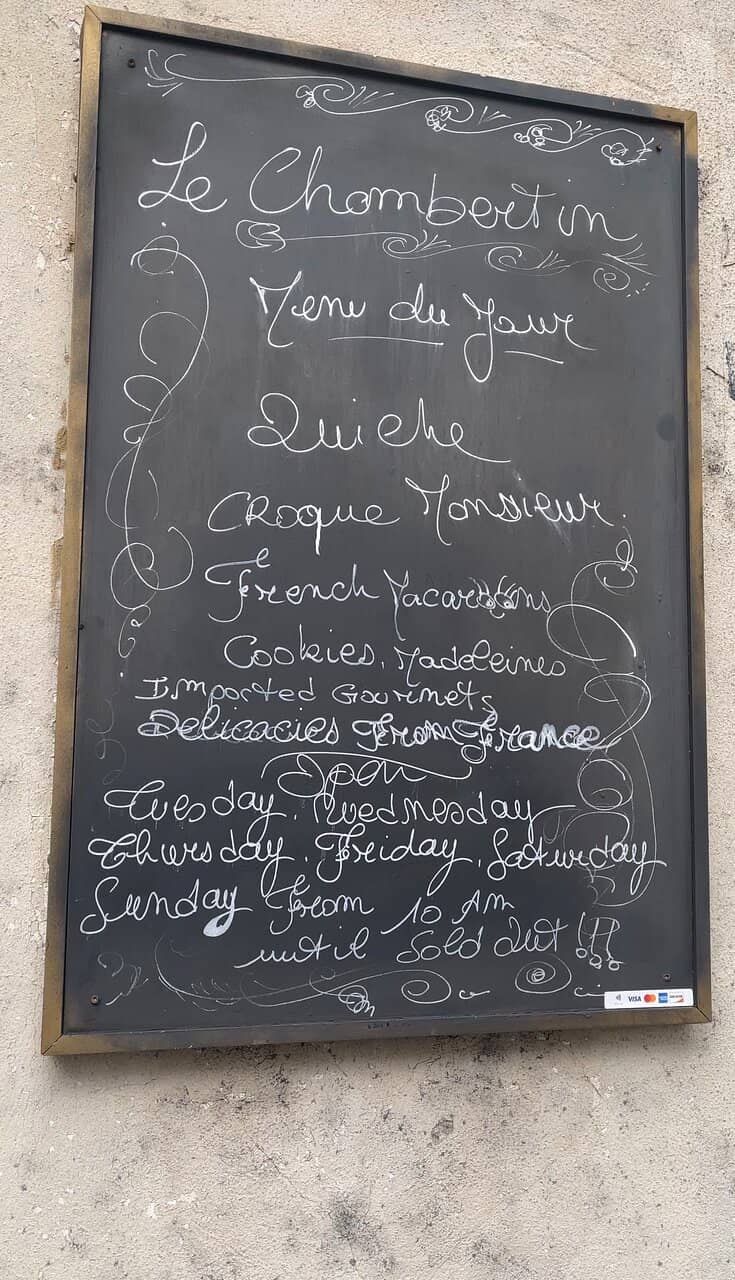 Le Chambertin
Menu du Jour
Quiche
CROque Monsieur
French Macarons
Cookies, Madeleines
Imported Gourmets
Delicacies From France
Open
Tuesday, Wednesday
Thursday, Friday, Saturday
Sunday From 10 Am
until Sold Out !!!
VISA